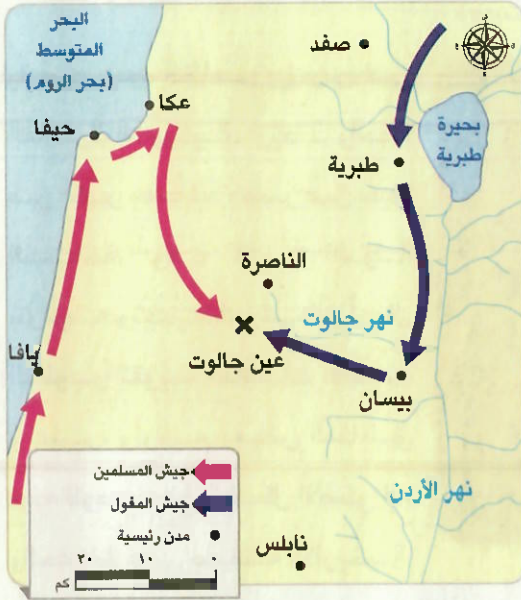 البحر
المتوسط
(بحر الروم)
صفد
عكا
حيفا
بحيرة
طبرية
طبرية
الناصرة
نهر جالوت
عين جالوت
يافا
بيسان
نهر الأردن
نابلس
جيش المسلمين
جيش المغول
مدن رئيسية
٢٠ ١٠ ٠
كم